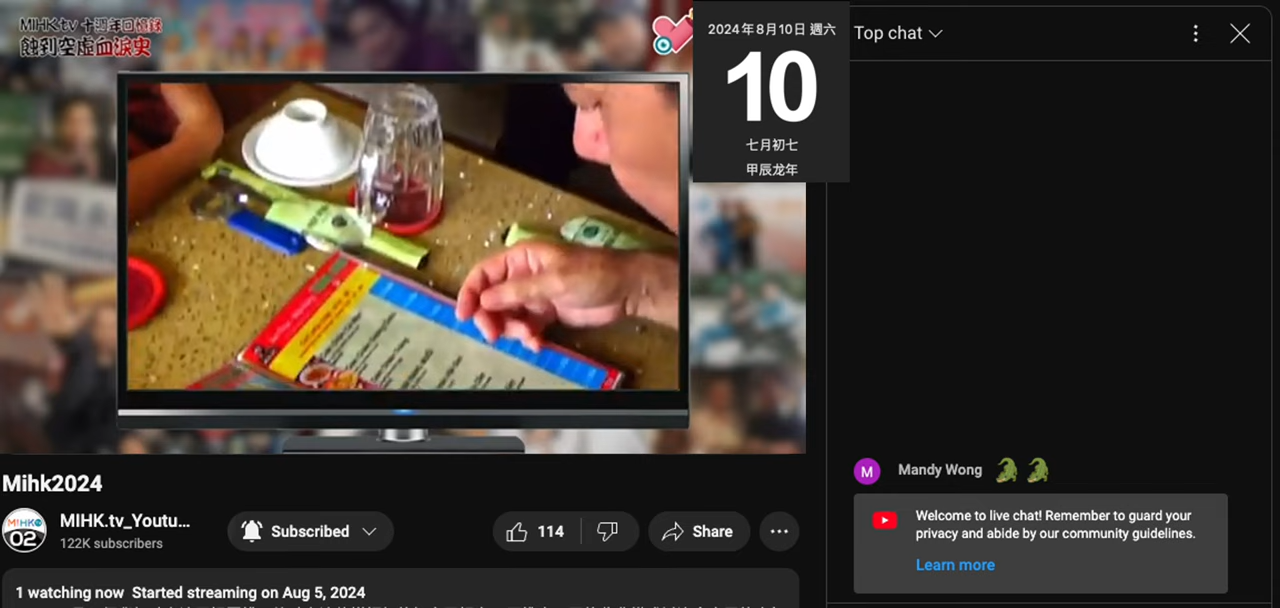 MIHK.tv 十週年回憶錄
蝕到空虛血淚史
2024年8月10日 週六
10
七月初七
甲辰龙年
Top chat
Mandy Wong
Welcome to live chat! Remember to guard your
privacy and abide by our community guidelines.
Learn more
Mihk2024
MIHK.tv_Youtu...
122K subscribers
Subscribed
114
Share
1 watching now Started streaming on Aug 5, 2024